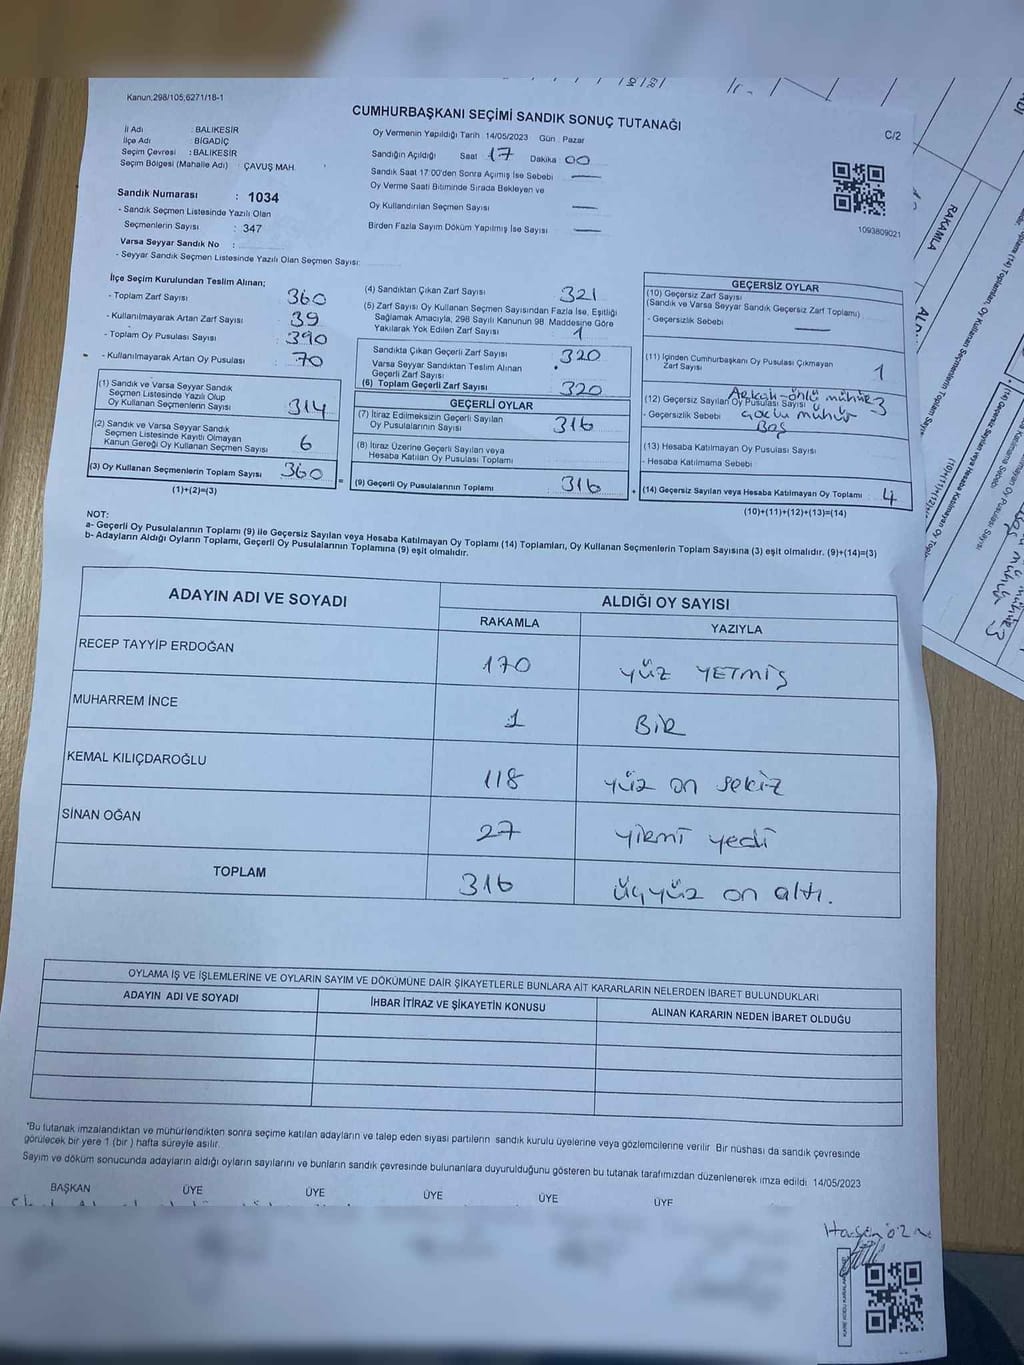 Kanun:298/105;6271/18-1
CUMHURBAŞKANI SEÇİMİ SANDIK SONUÇ TUTANAĞI
C/2
İl Adı : BALIKESİR
İlçe Adı : BİGADİÇ
Seçim Çevresi : BALIKESİR
Seçim Bölgesi (Mahalle Adı) : ÇAVUŞ MAH.
Sandık Numarası : 1034
- Sandık Seçmen Listesinde Yazılı Olan
Seçmenlerin Sayısı : 347
Varsa Seyyar Sandık No :
- Seyyar Sandık Seçmen Listesinde Yazılı Olan Seçmen Sayısı:
Oy Vermenin Yapıldığı Tarih 14/05/2023 Gün Pazar
Sandığın Açıldığı Saat 17 Dakika 00
Sandık Saat 17 00'den Sonra Açımış İse Sebebi —
Oy Verme Saati Bitiminde Sırada Bekleyen ve
Oy Kullandırılan Seçmen Sayısı —
Birden Fazla Sayım Döküm Yapılmış İse Sayısı —
1093809021
İlçe Seçim Kurulundan Teslim Alınan;
- Toplam Zarf Sayısı : 360
- Kullanılmayarak Artan Zarf Sayısı : 39
- Toplam Oy Pusulası Sayısı : 390
- Kullanılmayarak Artan Oy Pusulası : 70
(1) Sandık ve Varsa Seyyar Sandık
Seçmen Listesinde Yazılı Olup
Oy Kullanan Seçmenlerin Sayısı 314
(2) Sandık ve Varsa Seyyar Sandık
Seçmen Listesinde Kayıtlı Olmayan
Kanun Gereği Oy Kullanan Seçmen Sayısı 6
(3) Oy Kullanan Seçmenlerin Toplam Sayısı 360
(1)+(2)=(3)
(4) Sandıktan Çıkan Zarf Sayısı 321
(5) Zarf Sayısı Oy Kullanan Seçmen Sayısından Fazla İse, Eşitliği
Sağlamak Amacıyla, 298 Sayılı Kanunun 98. Maddesine Göre
Yakılarak Yok Edilen Zarf Sayısı 1
Sandıkta Çıkan Geçerli Zarf Sayısı 320
Varsa Seyyar Sandıktan Teslim Alınan
Geçerli Zarf Sayısı
(6) Toplam Geçerli Zarf Sayısı 320
GEÇERLİ OYLAR
(7) İtiraz Edilmeksizin Geçerli Sayılan
Oy Pusulalarının Sayısı 316
(8) İtiraz Üzerine Geçerli Sayılan veya
Hesaba Katılan Oy Pusulası Toplamı
(9) Geçerli Oy Pusulalarının Toplamı 316
GEÇERSİZ OYLAR
(10) Geçersiz Zarf Sayısı
(Sandık ve Varsa Seyyar Sandık Geçersiz Zarf Toplamı)
- Geçersizlik Sebebi —
(11) İçinden Cumhurbaşkanı Oy Pusulası Çıkmayan
Zarf Sayısı 1
(12) Geçersiz Sayılan Oy Pusulası Sayısı 3
- Geçersizlik Sebebi
Boş
(13) Hesaba Katılmayan Oy Pusulası Sayısı
- Hesaba Katılmama Sebebi
(14) Geçersiz Sayılan veya Hesaba Katılmayan Oy Toplamı 4
(10)+(11)+(12)+(13)=(14)
NOT:
a- Geçerli Oy Pusulalarının Toplamı (9) ile Geçersiz Sayılan veya Hesaba Katılmayan Oy Toplamı (14) Toplamları, Oy Kullanan Seçmenlerin Toplam Sayısına (3) eşit olmalıdır. (9)+(14)=(3)
b- Adayların Aldığı Oyların Toplamı, Geçerli Oy Pusulalarının Toplamına (9) eşit olmalıdır.
ADAYIN ADI VE SOYADI ALDIĞI OY SAYISI
RAKAMLA YAZIYLA
RECEP TAYYİP ERDOĞAN 170 yüz YETMİŞ
MUHARREM İNCE 1 BİR
KEMAL KILIÇDAROĞLU 118 yüz on sekiz
SİNAN OĞAN 27 yirmi yedi
TOPLAM 316 üçyüz on altı.
OYLAMA İŞ VE İŞLEMLERİNE VE OYLARIN SAYIM VE DÖKÜMÜNE DAİR ŞİKAYETLERLE BUNLARA AİT KARARLARIN NELERDEN İBARET BULUNDUKLARI
ADAYIN ADI VE SOYADI İHBAR İTİRAZ VE ŞİKAYETİN KONUSU ALINAN KARARIN NEDEN İBARET OLDUĞU
"Bu tutanak imzalandıktan ve mühürlendikten sonra seçime katılan adayların ve talep eden siyasi partilerin sandık kurulu üyelerine veya gözlemcilerine verilir Bir nüshası da sandık çevresinde
görülecek bir yere 1 (bir) hafta süreyle asılır.
Sayım ve döküm sonucunda adayların aldığı oyların sayılarını ve bunların sandık çevresinde bulunanlara duyurulduğunu gösteren bu tutanak tarafımızdan düzenlenerek imza edildi 14/05/2023
BAŞKAN ÜYE ÜYE ÜYE ÜYE ÜYE
RAKAMLA